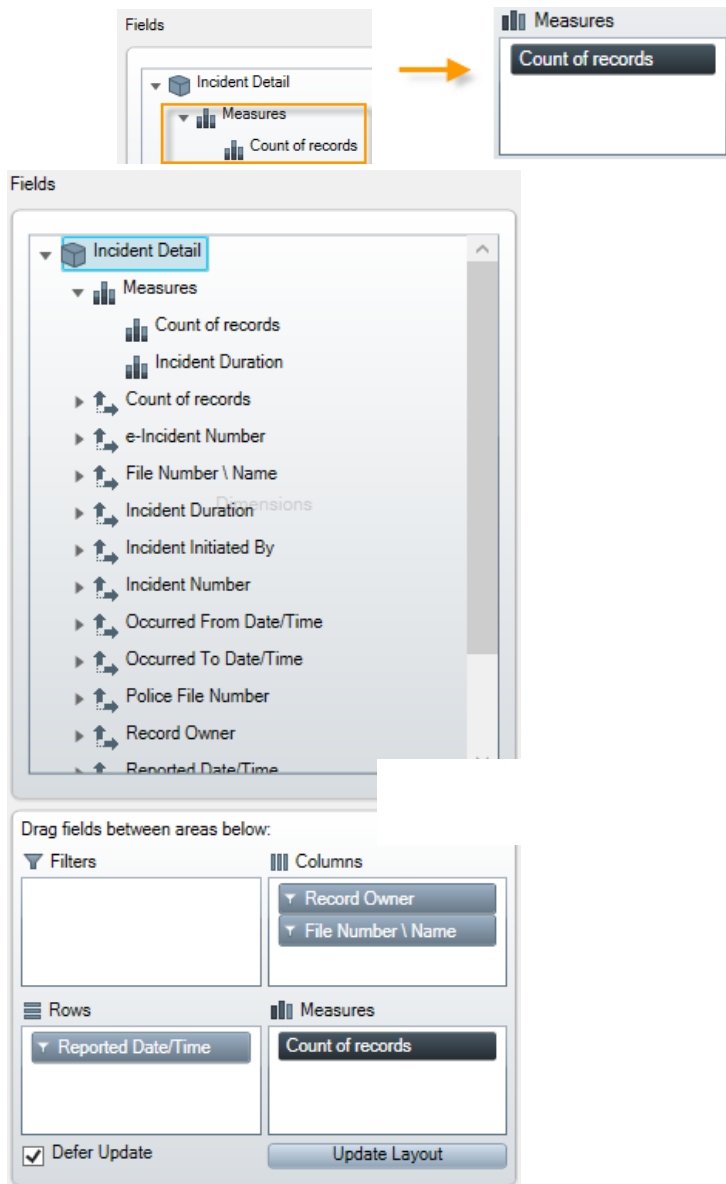 Fields
Incident Detail
Measures
Count of records
Measures
Count of records
Fields
Incident Detail
Measures
Count of records
Incident Duration
Count of records
e-Incident Number
File Number \ Name
Dimensions
Incident Duration
Incident Initiated By
Incident Number
Occurred From Date/Time
Occurred To Date/Time
Police File Number
Record Owner
Reported Date/Time
Drag fields between areas below:
Filters
Columns
Record Owner
File Number \ Name
Rows
Measures
Reported Date/Time
Count of records
Defer Update
Update Layout